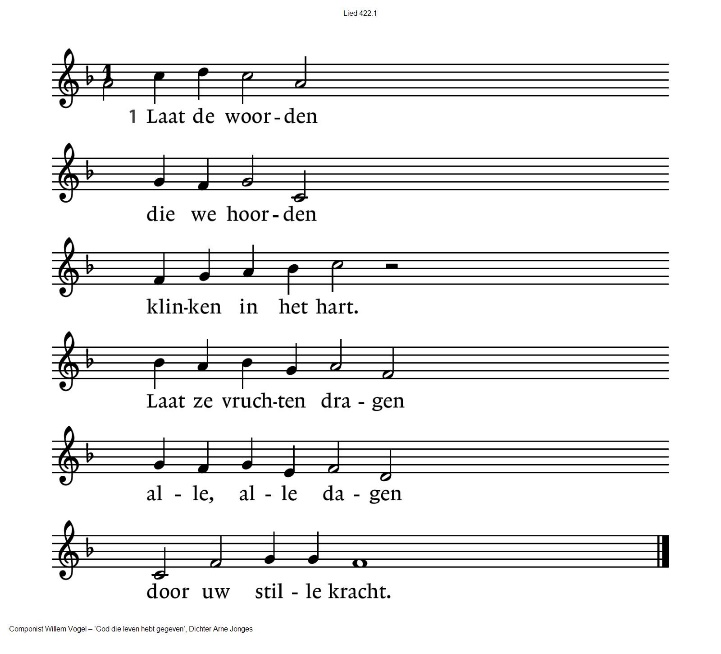 Lied 422.1
1 Laat de woor - den
die we hoor - den
klin-ken in het hart.
Laat ze vruch-ten dra - gen
al - le, al - le da - gen
door uw stil - le kracht.
Componist Willem Vogel – 'God die leven hebt gegeven', Dichter Arne Jonges